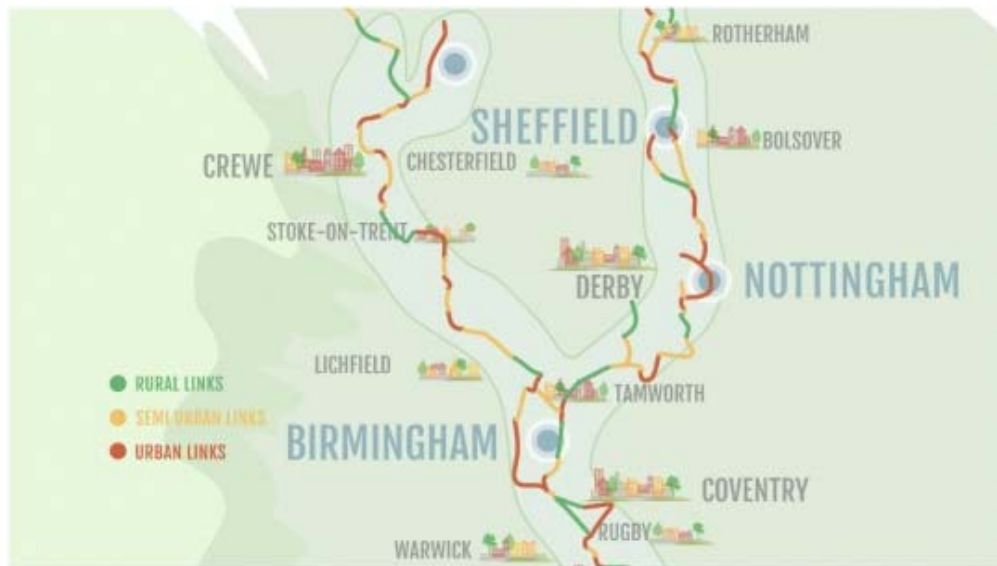 ROTHERHAM
SHEFFIELD
BOLSOVER
CREWE
CHESTERFIELD
STOKE-ON-TRENT
DERBY
NOTTINGHAM
LICHFIELD
RURAL LINKS
TAMWORTH
SEMI URBAN LINKS
BIRMINGHAM
URBAN LINKS
COVENTRY
RUGBY
WARWICK